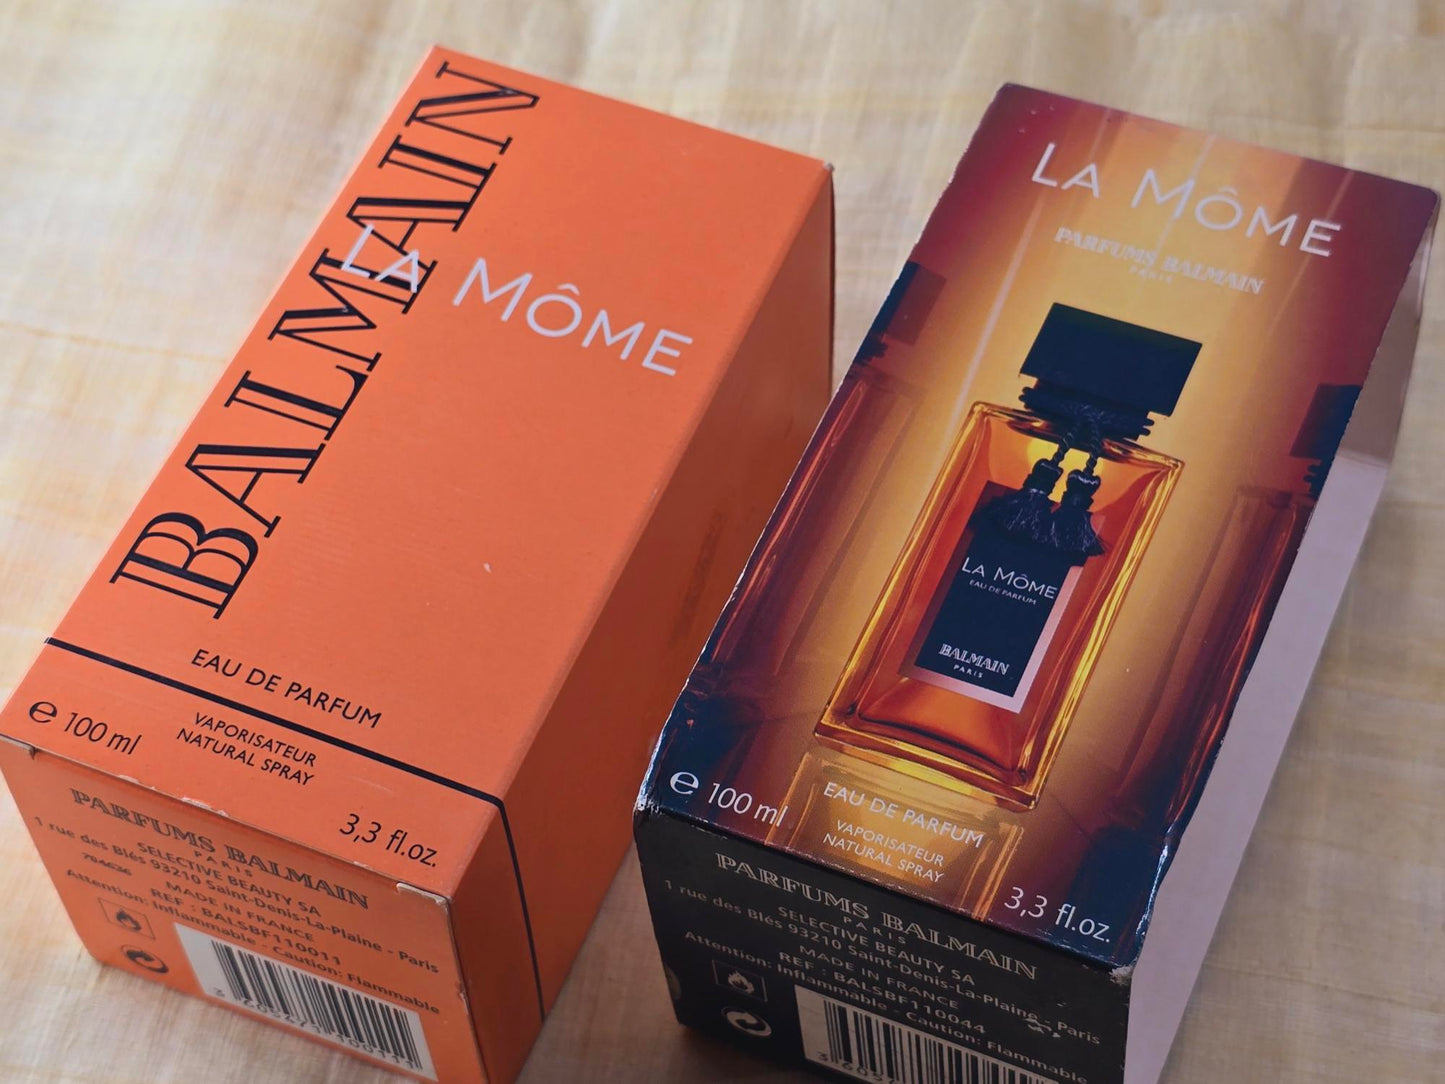 BALMAIN
LA MÔME
EAU DE PARFUM
VAPORISATEUR
NATURAL SPRAY
℮ 100 ml
3,3 fl.oz.
PARFUMS BALMAIN
PARIS
SELECTIVE BEAUTY SA
1 rue des Blés 93210 Saint-Denis-La-Plaine - Paris
704636
MADE IN FRANCE
REF : BALSBF110011
Attention: Inflammable - Caution: Flammable
LA MÔME
PARFUMS BALMAIN
PARIS
LA MÔME
EAU DE PARFUM
BALMAIN
PARIS
℮ 100 ml
EAU DE PARFUM
VAPORISATEUR
NATURAL SPRAY
3,3 fl.oz.
PARFUMS BALMAIN
PARIS
SELECTIVE BEAUTY SA
1 rue des Blés 93210 Saint-Denis-La-Plaine - Paris
MADE IN FRANCE
REF : BALSBF110044
Attention: Inflammable - Caution: Flammable